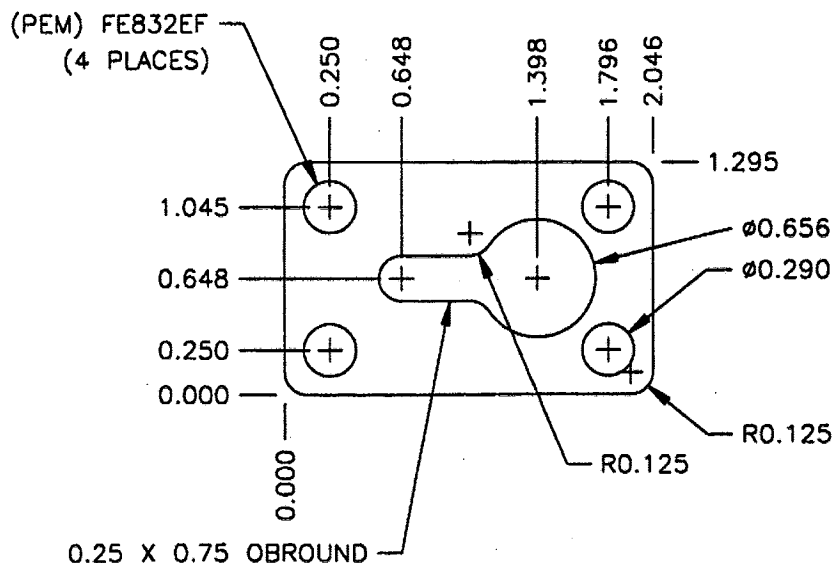 (PEM) FE832EF
(4 PLACES)
0.250
0.648
1.398
1.796
2.046
1.295
1.045
ø0.656
0.648
ø0.290
0.250
0.000
R0.125
R0.125
0.000
0.25 X 0.75 OBROUND